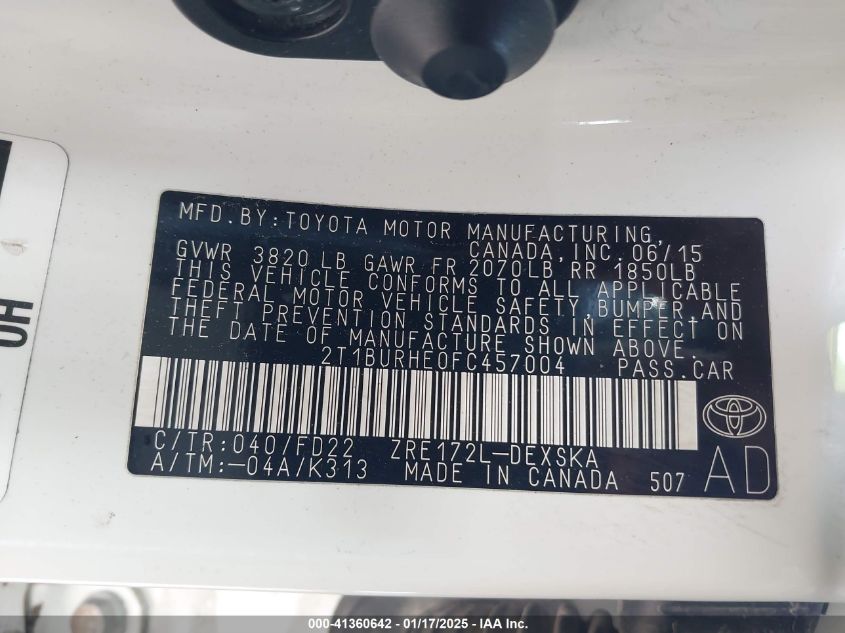 MFD.BY:TOYOTA MOTOR MANUFACTURING,
CANADA,INC.06/15
GVWR 3820 LB GAWR FR 2070LB RR 1850LB
THIS VEHICLE CONFORMS TO ALL APPLICABLE
FEDERAL MOTOR VEHICLE SAFETY,BUMPER,AND
THEFT PREVENTION STANDARDS IN EFFECT ON
THE DATE OF MANUFACTURE SHOWN ABOVE.
2T1BURHE0FC457004 PASS.CAR
C/TR:040/FD22 ZRE172L-DEXSKA
A/TM:-04A/K313 MADE IN CANADA 507 AD
HO
000-41360642 - 01/17/2025 - IAA Inc.